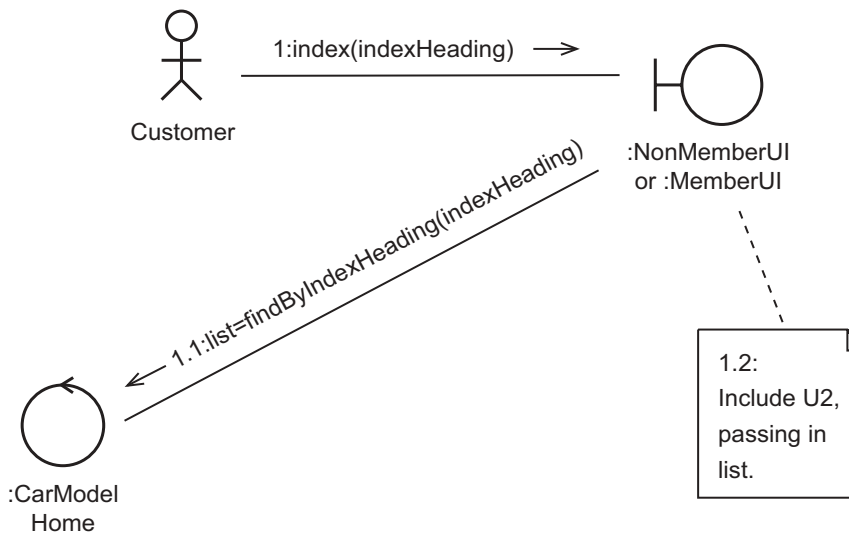 1:index(indexHeading)
Customer
:NonMemberUI
or :MemberUI
1.1:list=findByIndexHeading(indexHeading)
1.2:
Include U2,
passing in
list.
:CarModel
Home